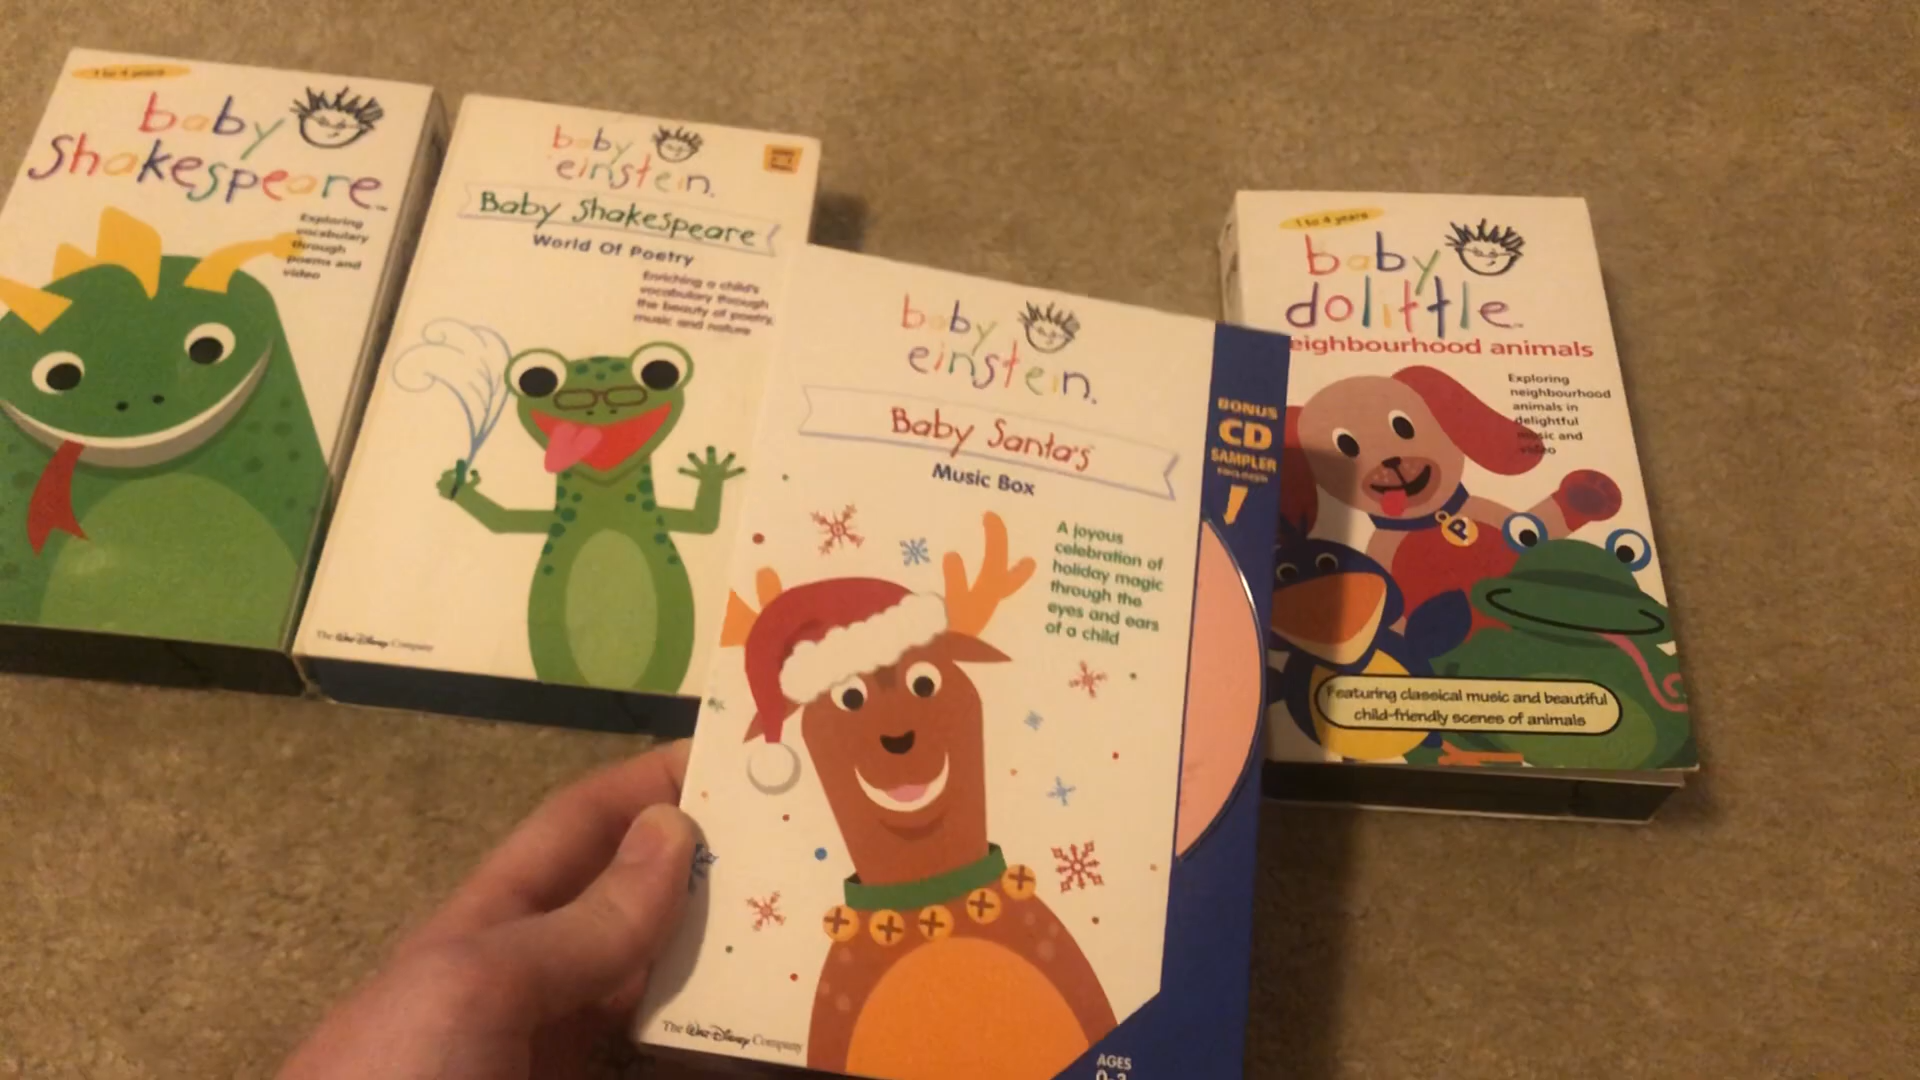 1 to 4 years
baby
shakespeare™
Exploring
vocabulary
through
poems and
video
baby
einstein.
Baby Shakespeare
World Of Poetry
Enriching a child's
vocabulary through
the beauty of poetry,
music and nature
The Walt Disney Company
baby
einstein.
Baby Santa's
Music Box
A joyous
celebration of
holiday magic
through the
eyes and ears
of a child
The Walt Disney Company
BONUS
CD
SAMPLER
INCLUDED
!
AGES
0-3
1 to 4 years
baby
dolittle™
eighbourhood animals
Exploring
neighbourhood
animals in
delightful
music and
video
P
Featuring classical music and beautiful
child-friendly scenes of animals